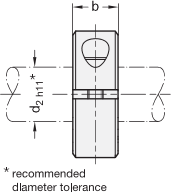 b
d2 h11 *
* recommended
diameter tolerance